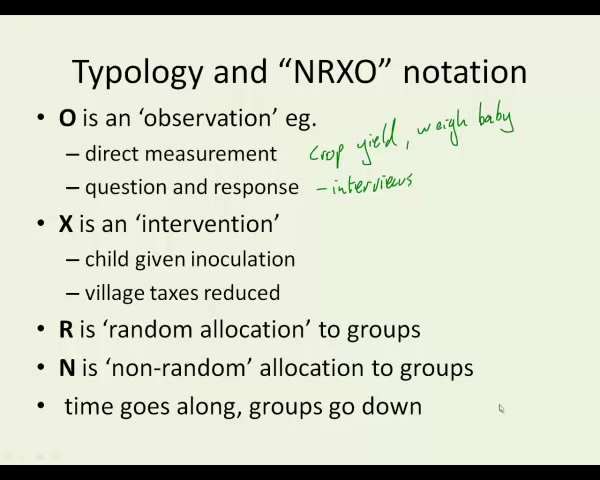 Typology and “NRXO” notation
• O is an ‘observation’ eg.
– direct measurement crop yield, weigh baby
– question and response – interviews
• X is an ‘intervention’
– child given inoculation
– village taxes reduced
• R is ‘random allocation’ to groups
• N is ‘non-random’ allocation to groups
• time goes along, groups go down